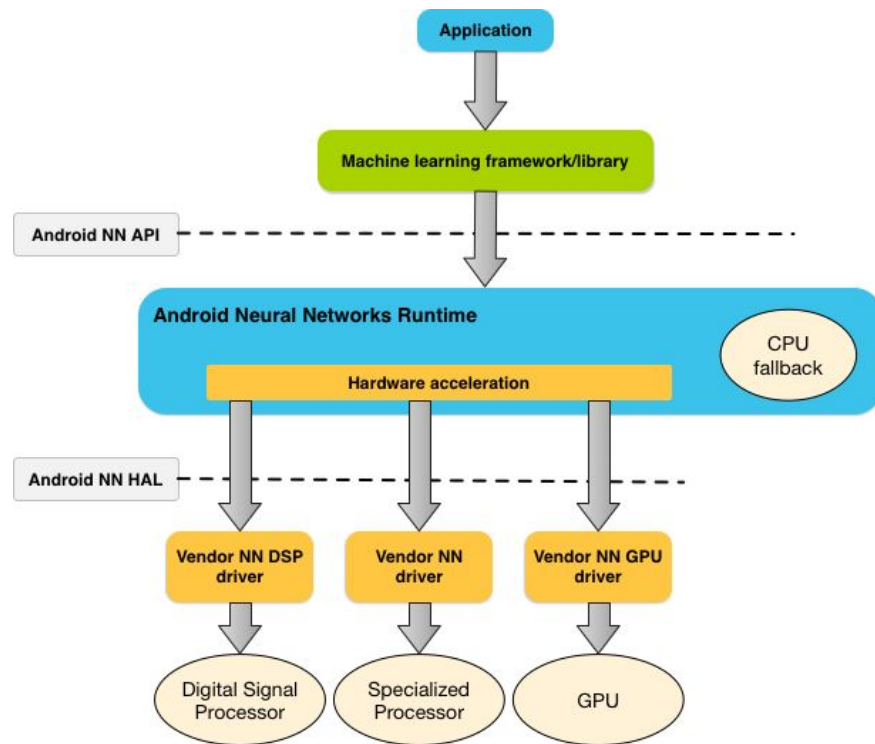 Application
Machine learning framework/library
Android NN API
Android Neural Networks Runtime
CPU
fallback
Hardware acceleration
Android NN HAL
Vendor NN DSP
driver
Vendor NN
driver
Vendor NN GPU
driver
Digital Signal
Processor
Specialized
Processor
GPU